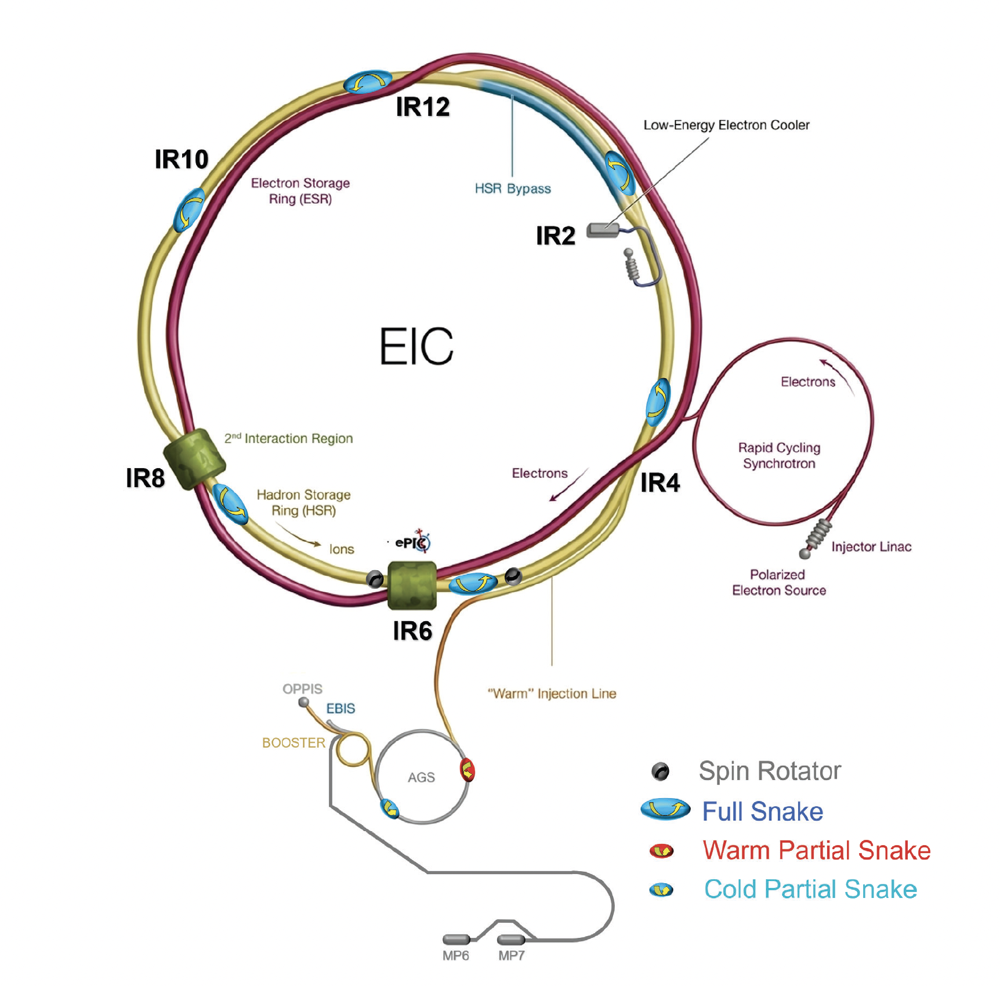 IR12
IR10
Low-Energy Electron Cooler
Electron Storage
Ring (ESR)
HSR Bypass
IR2
EIC
Electrons
2nd Interaction Region
Rapid Cycling
Synchrotron
IR8
Electrons
IR4
Hadron Storage
Ring (HSR)
Ions
ePIC
Injector Linac
Polarized
Electron Source
IR6
OPPIS
EBIS
"Warm" Injection Line
BOOSTER
AGS
Spin Rotator
Full Snake
Warm Partial Snake
Cold Partial Snake
MP6
MP7